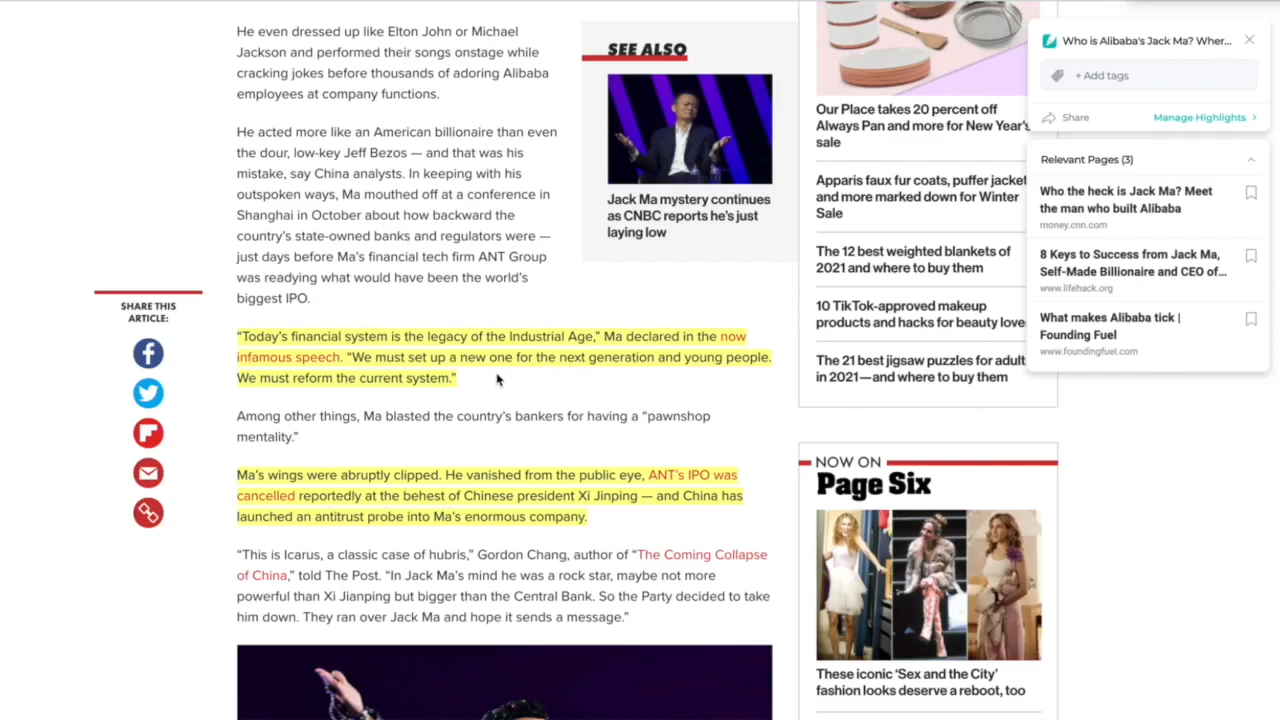 He even dressed up like Elton John or Michael
Jackson and performed their songs onstage while
cracking jokes before thousands of adoring Alibaba
employees at company functions.
He acted more like an American billionaire than even
the dour, low-key Jeff Bezos — and that was his
mistake, say China analysts. In keeping with his
outspoken ways, Ma mouthed off at a conference in
Shanghai in October about how backward the
country's state-owned banks and regulators were —
just days before Ma's financial tech firm ANT Group
was readying what would have been the world's
biggest IPO.
SHARE THIS
ARTICLE:
“Today's financial system is the legacy of the Industrial Age,” Ma declared in the now
infamous speech. “We must set up a new one for the next generation and young people.
We must reform the current system.”
Among other things, Ma blasted the country's bankers for having a “pawnshop
mentality.”
Ma's wings were abruptly clipped. He vanished from the public eye, ANT's IPO was
cancelled reportedly at the behest of Chinese president Xi Jinping — and China has
launched an antitrust probe into Ma's enormous company.
“This is Icarus, a classic case of hubris,” Gordon Chang, author of “The Coming Collapse
of China,” told The Post. “In Jack Ma's mind he was a rock star, maybe not more
powerful than Xi Jianping but bigger than the Central Bank. So the Party decided to take
him down. They ran over Jack Ma and hope it sends a message.”
SEE ALSO
Jack Ma mystery continues
as CNBC reports he's just
laying low
Our Place takes 20 percent off
Always Pan and more for New Year's
sale
Apparis faux fur coats, puffer jacket
and more marked down for Winter
Sale
The 12 best weighted blankets of
2021 and where to buy them
10 TikTok-approved makeup
products and hacks for beauty love
The 21 best jigsaw puzzles for adult
in 2021—and where to buy them
NOW ON
Page Six
These iconic ‘Sex and the City’
fashion looks deserve a reboot, too
Who is Alibaba's Jack Ma? Wher...
+ Add tags
Share
Manage Highlights
Relevant Pages (3)
Who the heck is Jack Ma? Meet
the man who built Alibaba
money.cnn.com
8 Keys to Success from Jack Ma,
Self-Made Billionaire and CEO of...
www.lifehack.org
What makes Alibaba tick |
Founding Fuel
www.foundingfuel.com